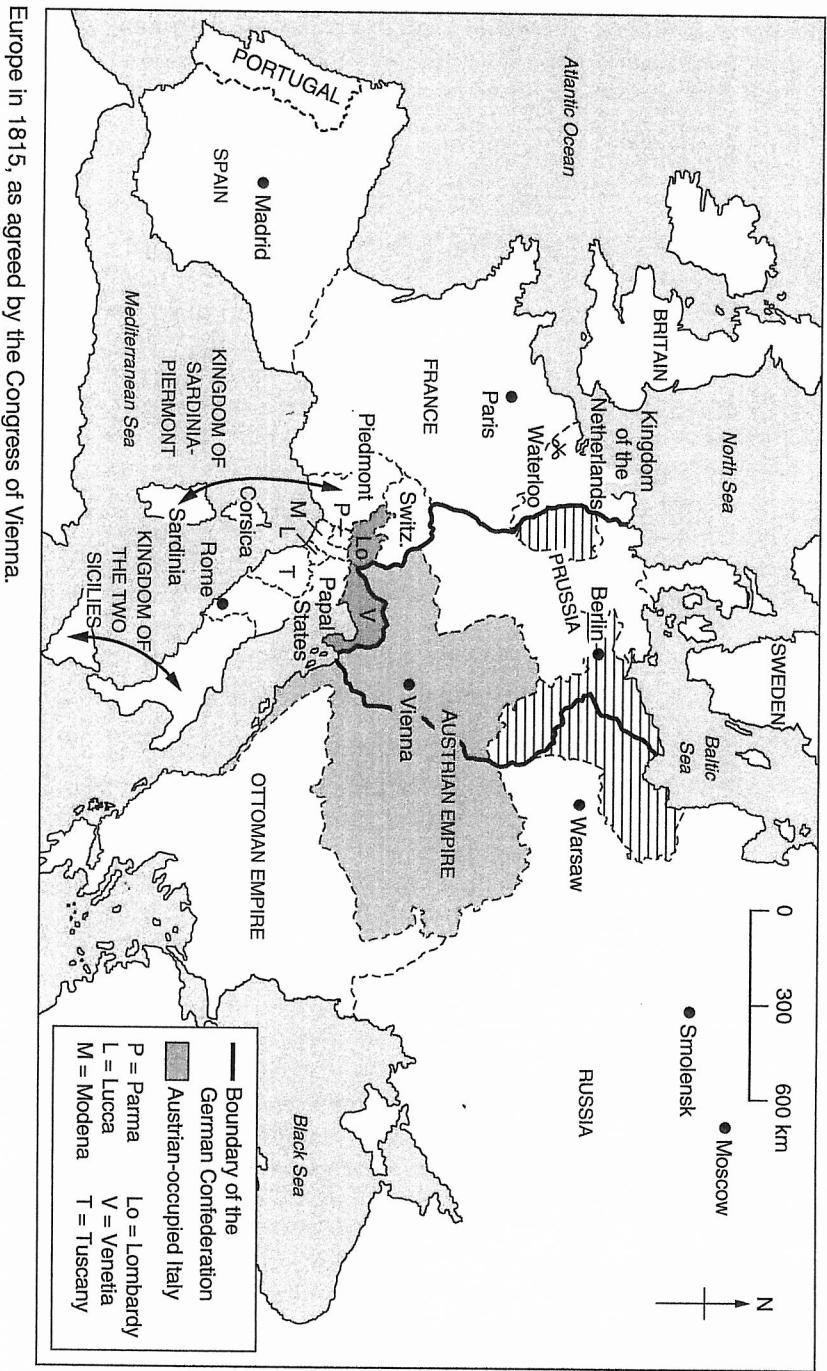 Atlantic Ocean
North Sea
SWEDEN
Baltic
Sea
0
300
600 km
N
BRITAIN
Kingdom
of the
Netherlands
Waterloo
Smolensk
Moscow
Berlin
PRUSSIA
Warsaw
RUSSIA
Paris
FRANCE
AUSTRIAN EMPIRE
Vienna
Switz.
Piedmont
Lo
V
P
M
L
T
Papal
States
PORTUGAL
SPAIN
Madrid
KINGDOM OF
SARDINIA-
PIERMONT
Corsica
Sardinia
Rome
OTTOMAN EMPIRE
Black Sea
Mediterranean Sea
KINGDOM OF
THE TWO
SICILIES
Boundary of the
German Confederation
Austrian-occupied Italy
P = Parma Lo = Lombardy
L = Lucca V = Venetia
M = Modena T = Tuscany
Europe in 1815, as agreed by the Congress of Vienna.